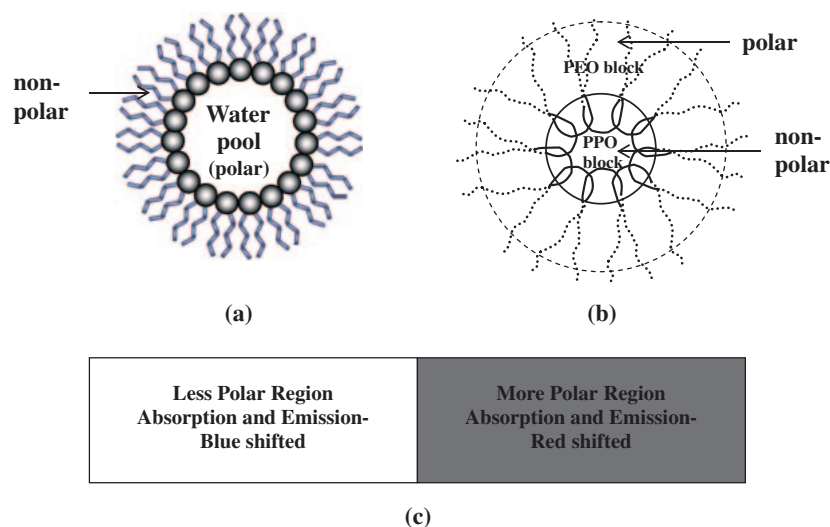 non-
polar
Water
pool
(polar)
(a)
polar
PEO block
PPO
block
non-
polar
(b)
Less Polar Region
Absorption and Emission-
Blue shifted
More Polar Region
Absorption and Emission-
Red shifted
(c)